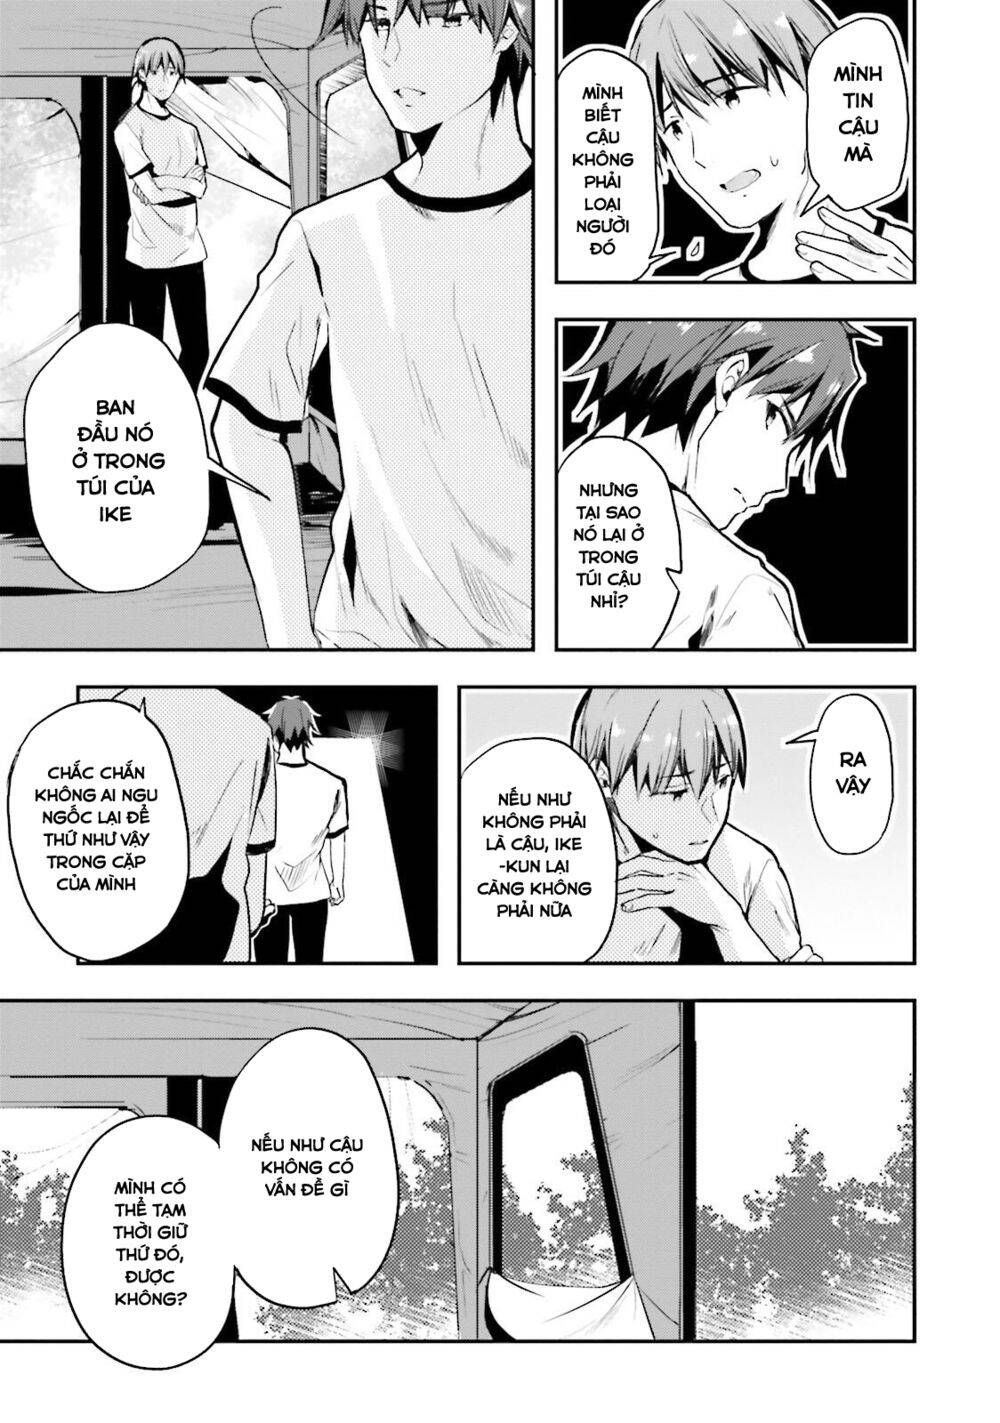 MÌNH
TIN
CẬU
MÀ
MÌNH
BIẾT
CẬU
KHÔNG
PHẢI
LOẠI
NGƯỜI
ĐÓ
NHƯNG
TẠI SAO
NÓ LẠI Ở
TRONG
TÚI CẬU
NHỈ?
BAN
ĐẦU NÓ
Ở TRONG
TÚI CỦA
IKE
RA
VẬY
NẾU NHƯ
KHÔNG PHẢI
LÀ CẬU, IKE
-KUN LẠI
CÀNG KHÔNG
PHẢI NỮA
CHẮC CHẮN
KHÔNG AI NGU
NGỐC LẠI ĐỂ
THỨ NHƯ VẬY
TRONG CẶP
CỦA MÌNH
NẾU NHƯ CẬU
KHÔNG CÓ
VẤN ĐỀ GÌ
MÌNH CÓ
THỂ TẠM
THỜI GIỮ
THỨ ĐÓ,
ĐƯỢC
KHÔNG?